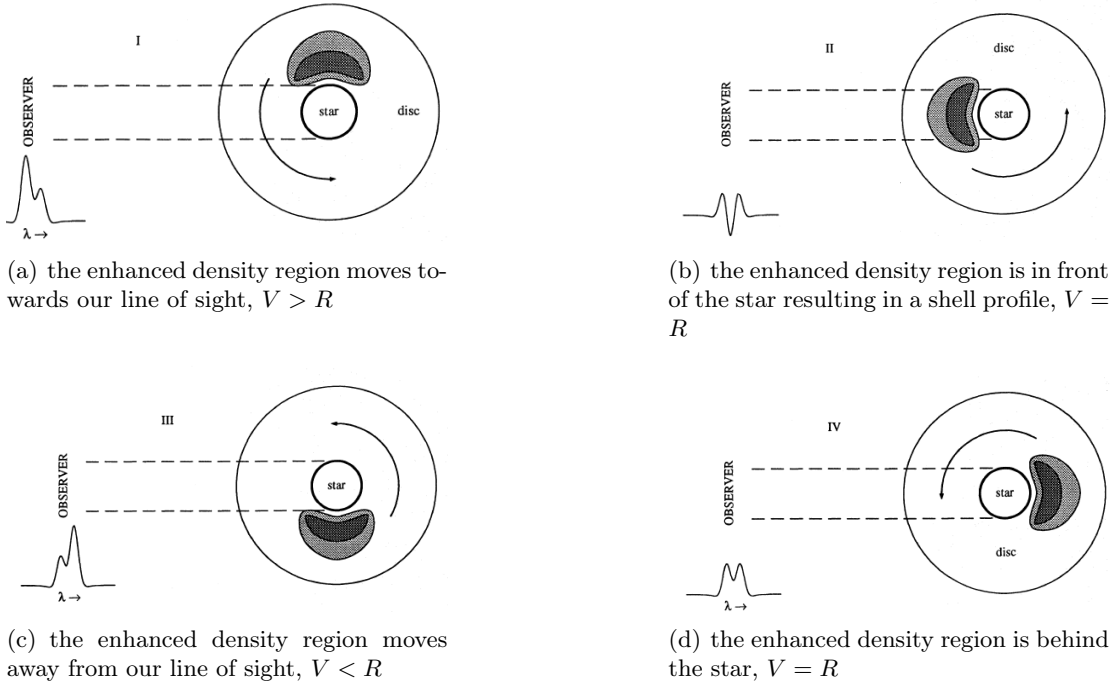 I
OBSERVER
star
disc
λ →
(a) the enhanced density region moves to-
wards our line of sight, V > R
II
disc
OBSERVER
star
(b) the enhanced density region is in front
of the star resulting in a shell profile, V =
R
III
OBSERVER
star
λ →
(c) the enhanced density region moves
away from our line of sight, V < R
IV
OBSERVER
star
disc
λ →
(d) the enhanced density region is behind
the star, V = R